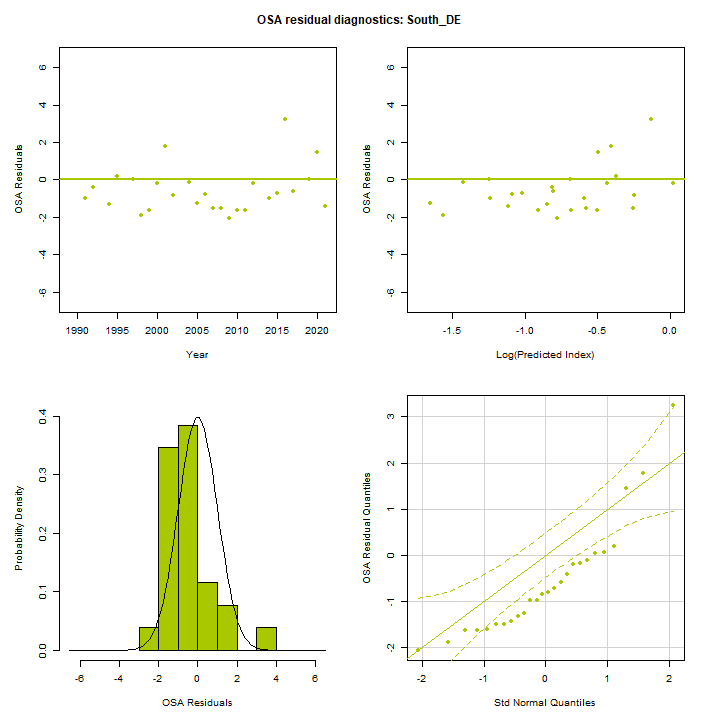 OSA residual diagnostics: South_DE
OSA Residuals
6
4
2
0
-2
-4
-6
1990 1995 2000 2005 2010 2015 2020
Year
OSA Residuals
6
4
2
0
-2
-4
-6
-1.5 -1.0 -0.5 0.0
Log(Predicted Index)
Probability Density
0.4
0.3
0.2
0.1
0.0
-6 -4 -2 0 2 4 6
OSA Residuals
OSA Residual Quantiles
3
2
1
0
-1
-2
-2 -1 0 1 2
Std Normal Quantiles